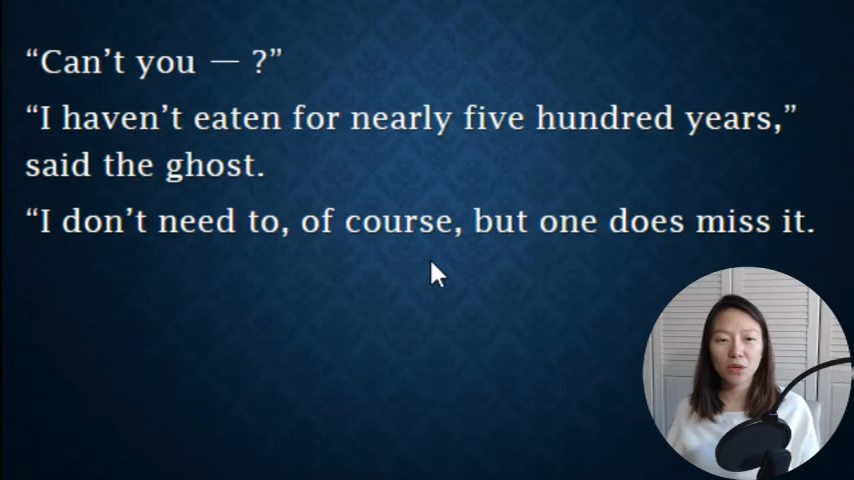 “Can’t you — ?”
“I haven’t eaten for nearly five hundred years,”
said the ghost.
“I don’t need to, of course, but one does miss it.